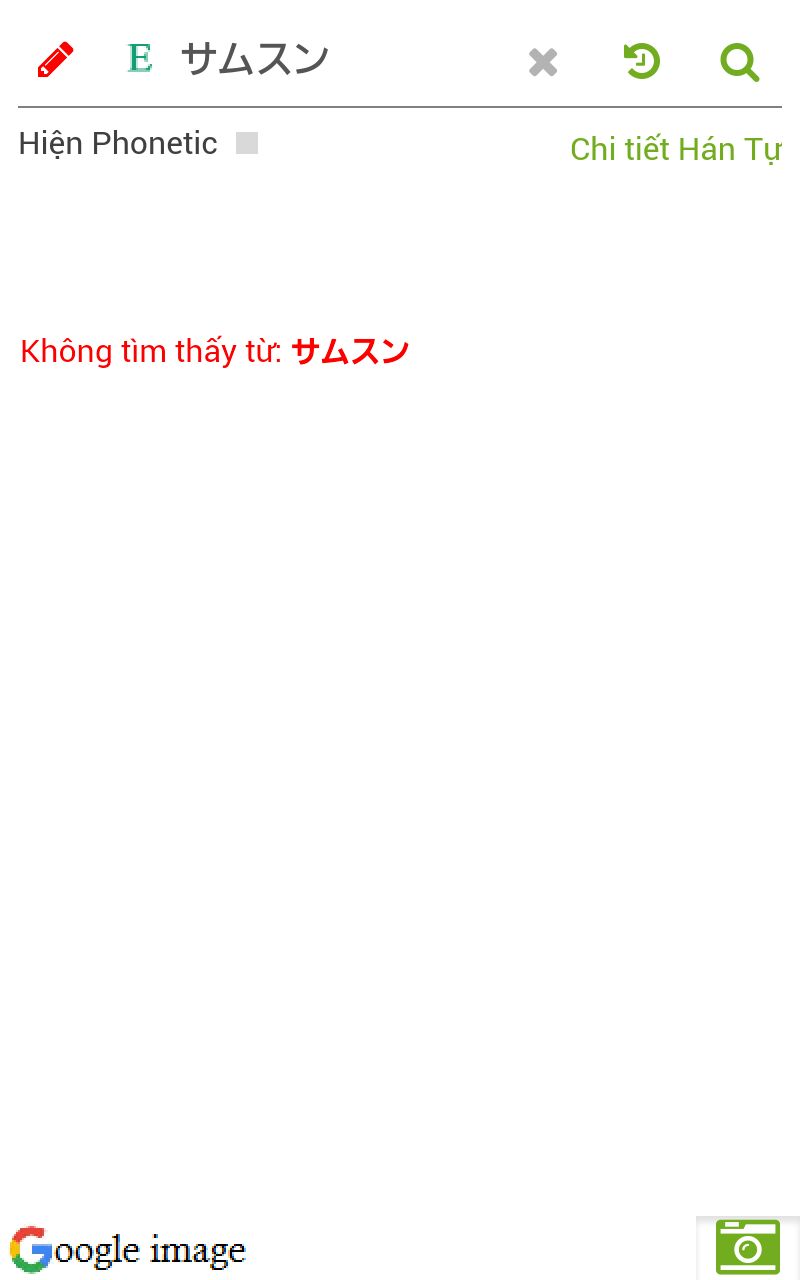 E サムスン
Hiện Phonetic
Chi tiết Hán Tự
Không tìm thấy từ: サムスン
Google image